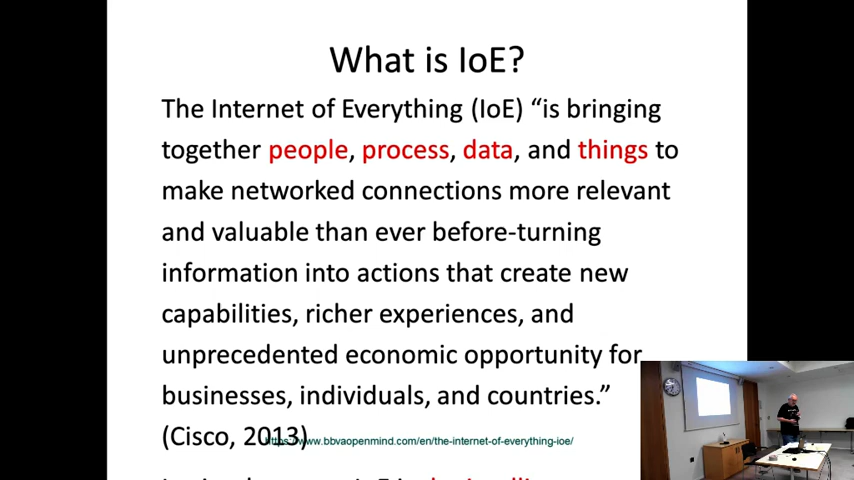 What is IoE?
The Internet of Everything (IoE) “is bringing
together people, process, data, and things to
make networked connections more relevant
and valuable than ever before-turning
information into actions that create new
capabilities, richer experiences, and
unprecedented economic opportunity for
businesses, individuals, and countries.”
(Cisco, 2013)
https://www.bbvaopenmind.com/en/the-internet-of-everything-ioe/